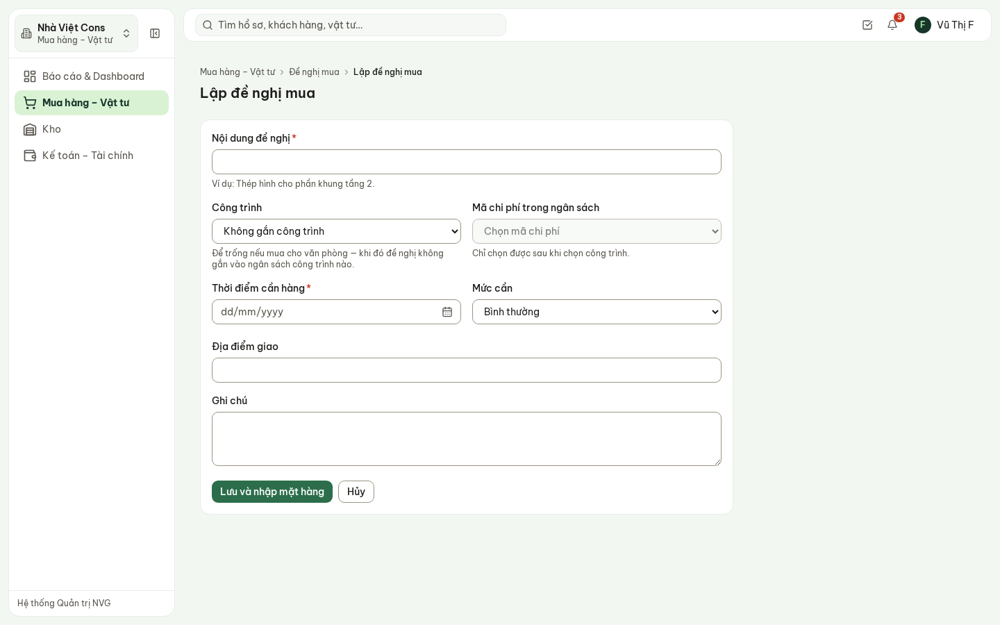 Nhà Việt Cons
Mua hàng – Vật tư
Báo cáo & Dashboard
Mua hàng – Vật tư
Kho
Kế toán – Tài chính
Hệ thống Quản trị NVG
Tìm hồ sơ, khách hàng, vật tư...
3
F
Vũ Thị F
Mua hàng – Vật tư > Đề nghị mua > Lập đề nghị mua
Lập đề nghị mua
Nội dung đề nghị *
Ví dụ: Thép hình cho phần khung tầng 2.
Công trình
Không gắn công trình
Để trống nếu mua cho văn phòng — khi đó đề nghị không
gắn vào ngân sách công trình nào.
Mã chi phí trong ngân sách
Chọn mã chi phí
Chỉ chọn được sau khi chọn công trình.
Thời điểm cần hàng *
dd/mm/yyyy
Mức cần
Bình thường
Địa điểm giao
Ghi chú
Lưu và nhập mặt hàng
Hủy